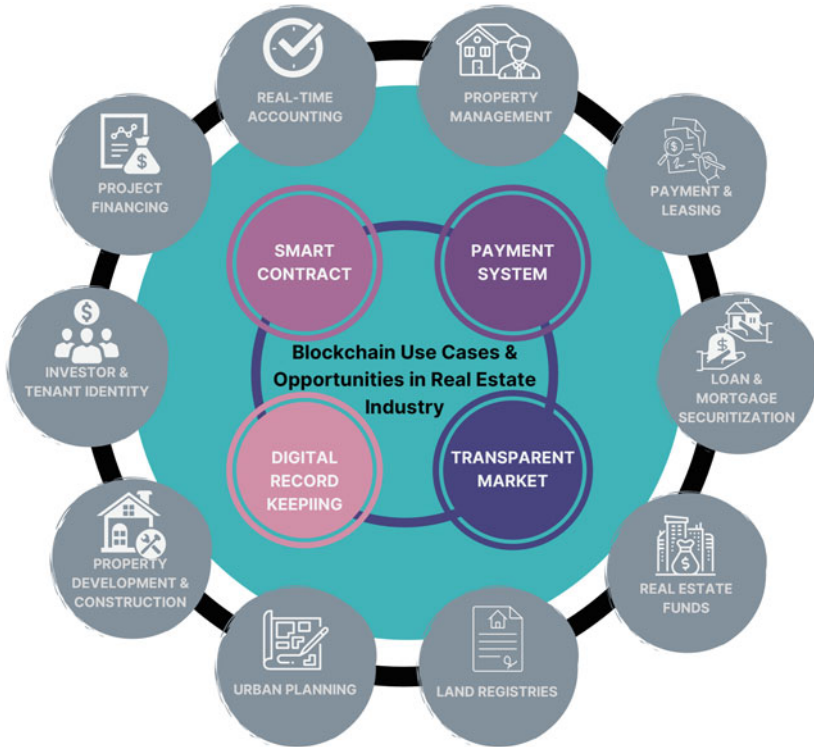 REAL-TIME
ACCOUNTING
PROPERTY
MANAGEMENT
PROJECT
FINANCING
PAYMENT &
LEASING
SMART
CONTRACT
PAYMENT
SYSTEM
INVESTOR &
TENANT IDENTITY
Blockchain Use Cases &
Opportunities in Real Estate
Industry
LOAN &
MORTGAGE
SECURITIZATION
DIGITAL
RECORD
KEEPIING
TRANSPARENT
MARKET
PROPERTY
DEVELOPMENT &
CONSTRUCTION
REAL ESTATE
FUNDS
URBAN PLANNING
LAND REGISTRIES